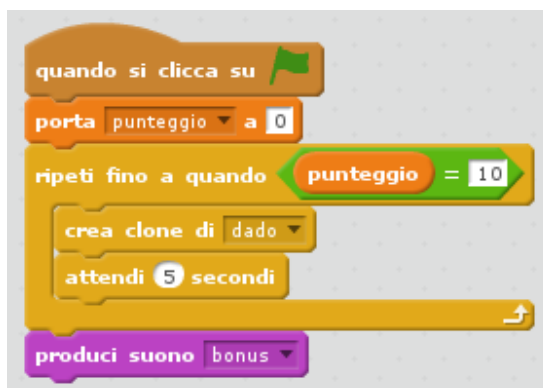 quando si clicca su
porta punteggio a 0
ripeti fino a quando punteggio = 10
crea clone di dado
attendi 5 secondi
produci suono bonus